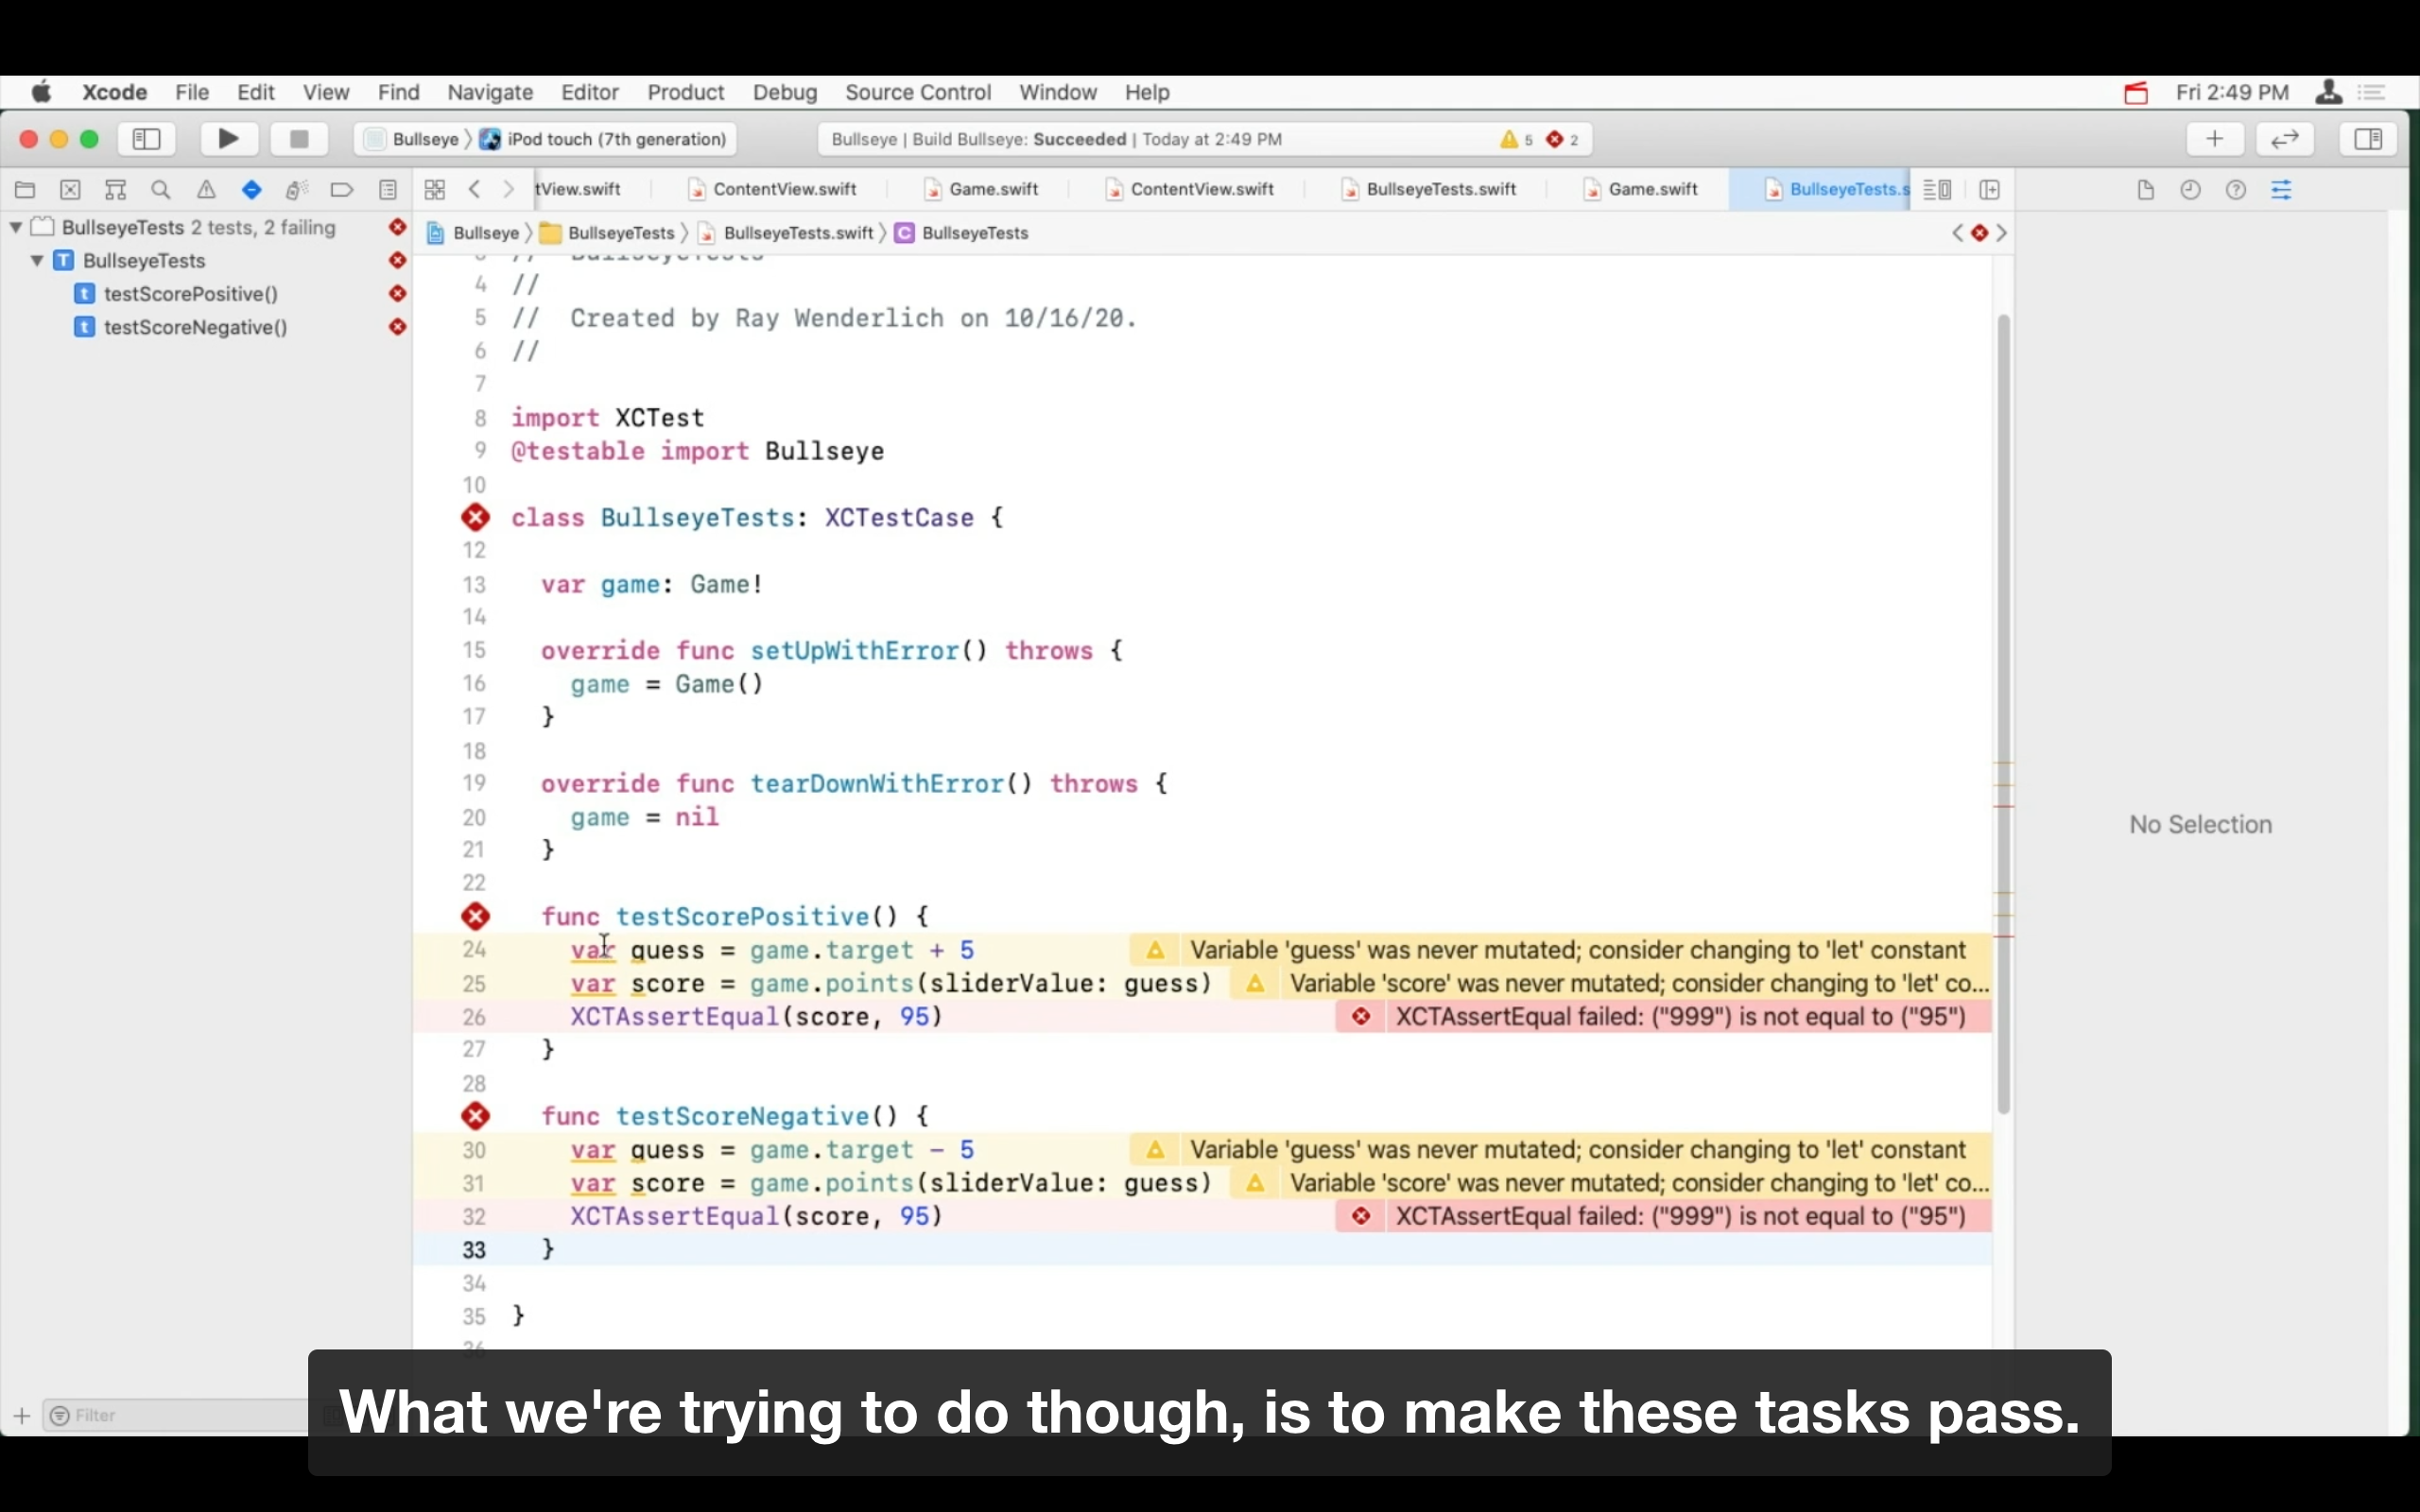 Xcode File Edit View Find Navigate Editor Product Debug Source Control Window Help Fri 2:49 PM
Bullseye iPod touch (7th generation) Bullseye | Build Bullseye: Succeeded | Today at 2:49 PM 5 2
tView.swift ContentView.swift Game.swift ContentView.swift BullseyeTests.swift Game.swift BullseyeTests.s
BullseyeTests 2 tests, 2 failing
BullseyeTests
testScorePositive()
testScoreNegative()
Bullseye BullseyeTests BullseyeTests.swift C BullseyeTests
3 // BullseyeTests
4 //
5 // Created by Ray Wenderlich on 10/16/20.
6 //
7
8 import XCTest
9 @testable import Bullseye
10
class BullseyeTests: XCTestCase {
12
13 var game: Game!
14
15 override func setUpWithError() throws {
16 game = Game()
17 }
18
19 override func tearDownWithError() throws {
20 game = nil
21 }
22
func testScorePositive() {
24 var guess = game.target + 5 Variable 'guess' was never mutated; consider changing to 'let' constant
25 var score = game.points(sliderValue: guess) Variable 'score' was never mutated; consider changing to 'let' co...
26 XCTAssertEqual(score, 95) XCTAssertEqual failed: ("999") is not equal to ("95")
27 }
28
func testScoreNegative() {
30 var guess = game.target - 5 Variable 'guess' was never mutated; consider changing to 'let' constant
31 var score = game.points(sliderValue: guess) Variable 'score' was never mutated; consider changing to 'let' co...
32 XCTAssertEqual(score, 95) XCTAssertEqual failed: ("999") is not equal to ("95")
33 }
34
35 }
36
No Selection
Filter
What we're trying to do though, is to make these tasks pass.